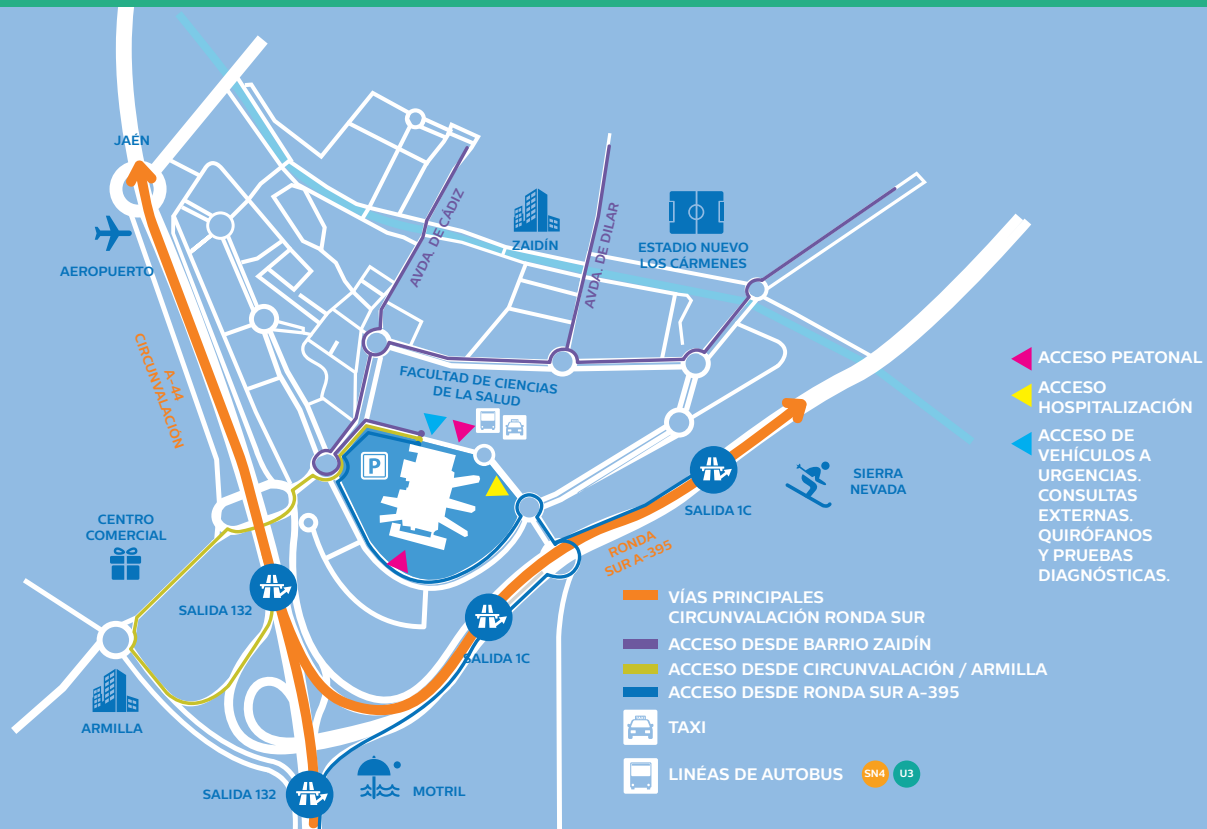 JAÉN
AEROPUERTO
A-44
CIRCUNVALACIÓN
AVDA. DE CÁDIZ
ZAIDÍN
AVDA. DE DILAR
ESTADIO NUEVO
LOS CÁRMENES
FACULTAD DE CIENCIAS
DE LA SALUD
P
CENTRO
COMERCIAL
SALIDA 132
ARMILLA
SALIDA 132
MOTRIL
SALIDA 1C
RONDA
SUR A-395
SALIDA 1C
SIERRA
NEVADA
ACCESO PEATONAL
ACCESO
HOSPITALIZACIÓN
ACCESO DE
VEHÍCULOS A
URGENCIAS.
CONSULTAS
EXTERNAS.
QUIRÓFANOS
Y PRUEBAS
DIAGNÓSTICAS.
VÍAS PRINCIPALES
CIRCUNVALACIÓN RONDA SUR
ACCESO DESDE BARRIO ZAIDÍN
ACCESO DESDE CIRCUNVALACIÓN / ARMILLA
ACCESO DESDE RONDA SUR A-395
TAXI
LINÉAS DE AUTOBUS SN4 U3